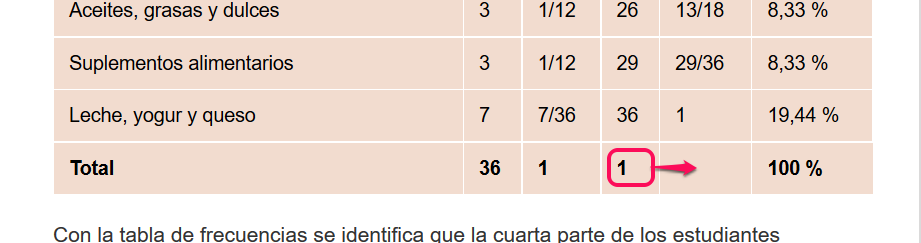 Aceites, grasas y dulces 3 1/12 26 13/18 8,33 %
Suplementos alimentarios 3 1/12 29 29/36 8,33 %
Leche, yogur y queso 7 7/36 36 1 19,44 %
Total 36 1 1 100 %
Con la tabla de frecuencias se identifica que la cuarta parte de los estudiantes